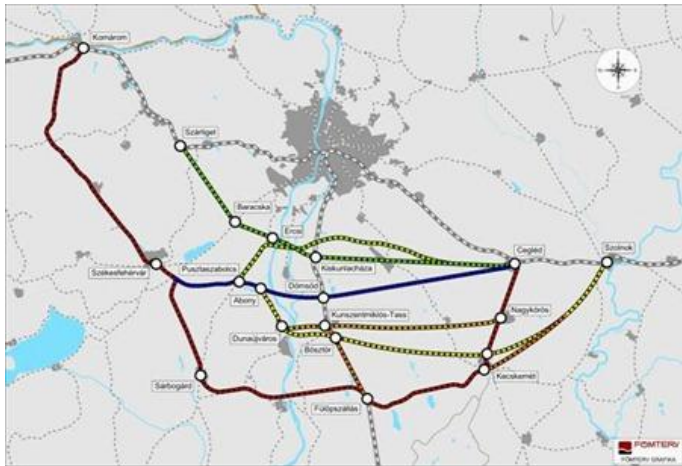 Komárom
Szárliget
Baracska
Ercsi
Cegléd
Szolnok
Kiskunlacháza
Székesfehérvár
Pusztaszabolcs
Abony
Dömsöd
Kunszentmiklós-Tass
Nagykőrös
Dunaújváros
Bösztör
Kecskemét
Sárbogárd
Fülöpszállás
FŐMTERV
FŐMTERV GRAFIKA